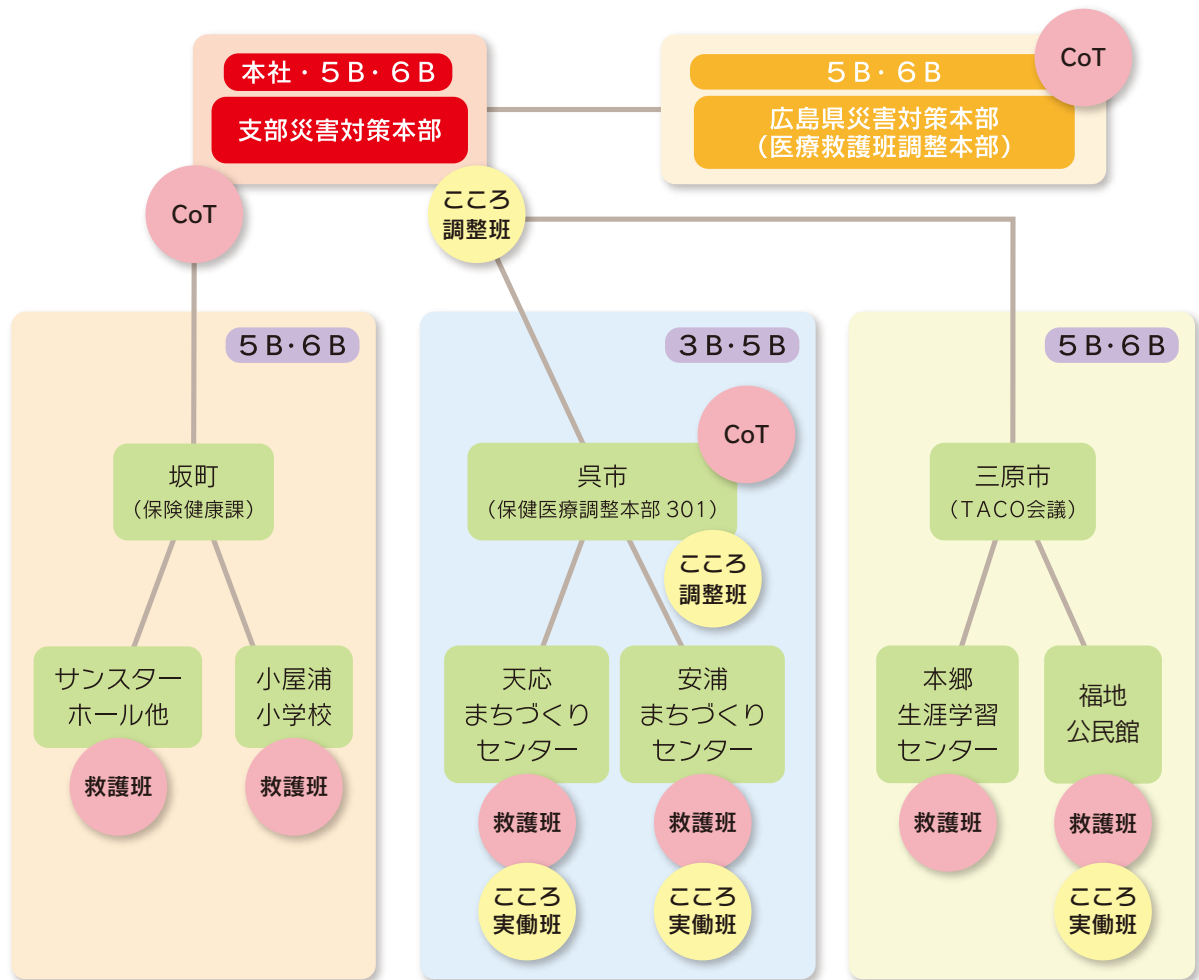 本社・5B・6B
支部災害対策本部
5B・6B
広島県災害対策本部
（医療救護班調整本部）
CoT
CoT
こころ
調整班
5B・6B
坂町
（保険健康課）
サンスター
ホール他
救護班
小屋浦
小学校
救護班
3B・5B
CoT
呉市
（保健医療調整本部 301）
こころ
調整班
天応
まちづくり
センター
救護班
こころ
実働班
安浦
まちづくり
センター
救護班
こころ
実働班
5B・6B
三原市
（TACO会議）
本郷
生涯学習
センター
救護班
福地
公民館
救護班
こころ
実働班